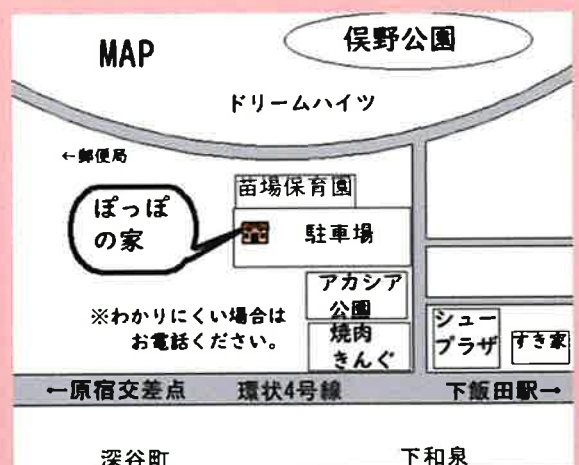 MAP
俣野公園
ドリームハイツ
←郵便局
苗場保育園
ぽっぽ
の家
駐車場
アカシア
公園
※わかりにくい場合は
お電話ください。
焼肉
きんぐ
シュー
プラザ
すき家
←原宿交差点
環状4号線
下飯田駅→
深谷町
下和泉